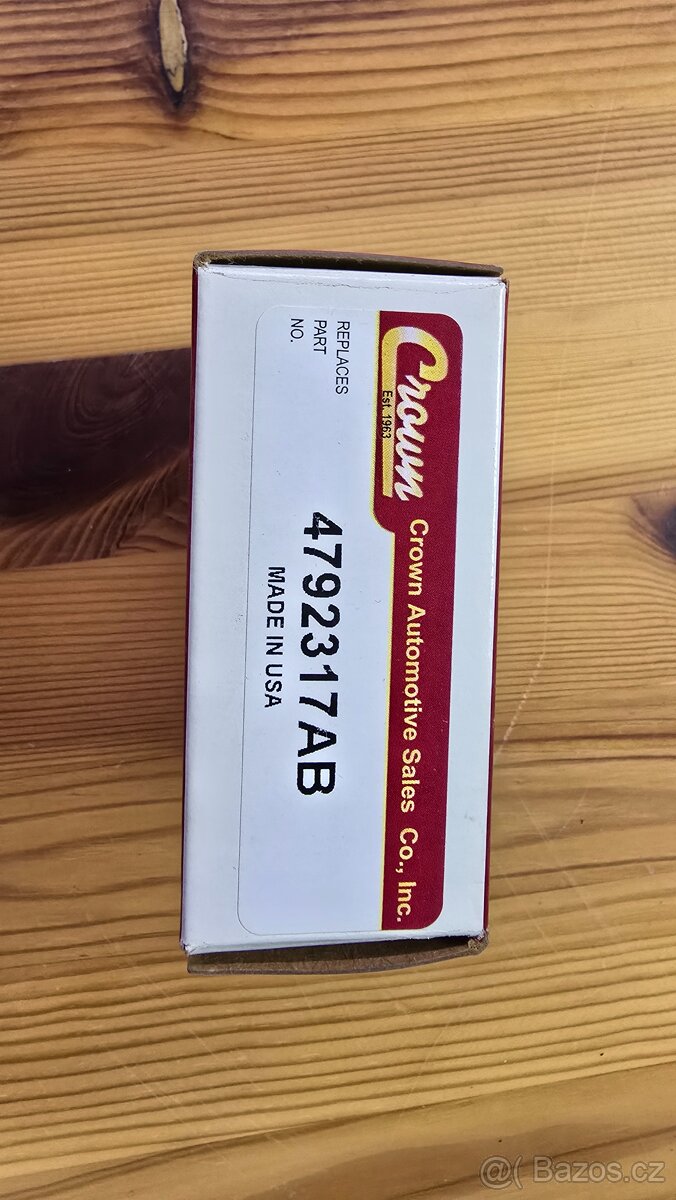 Crown
Est. 1963
Crown Automotive Sales Co., Inc.
REPLACES
PART
NO.
4792317AB
MADE IN USA
@( Bazos.cz